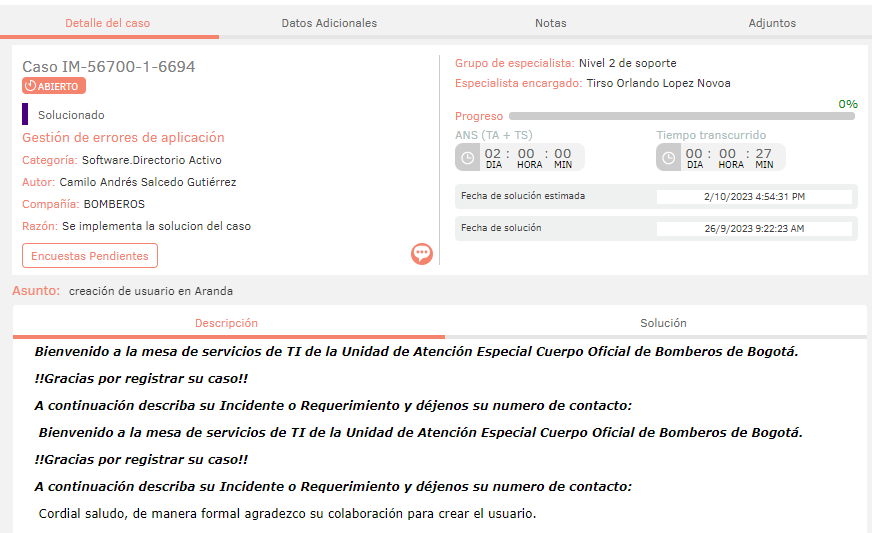 Detalle del caso
Datos Adicionales
Notas
Adjuntos
Caso IM-56700-1-6694
ABIERTO
Solucionado
Gestión de errores de aplicación
Categoría: Software.Directorio Activo
Autor: Camilo Andrés Salcedo Gutiérrez
Compañía: BOMBEROS
Razón: Se implementa la solucion del caso
Encuestas Pendientes
Grupo de especialista: Nivel 2 de soporte
Especialista encargado: Tirso Orlando Lopez Novoa
0%
Progreso
ANS (TA + TS)
02 : 00 : 00
DIA HORA MIN
Tiempo transcurrido
00 : 00 : 27
DIA HORA MIN
Fecha de solución estimada 2/10/2023 4:54:31 PM
Fecha de solución 26/9/2023 9:22:23 AM
Asunto: creación de usuario en Aranda
Descripción
Solución
Bienvenido a la mesa de servicios de TI de la Unidad de Atención Especial Cuerpo Oficial de Bomberos de Bogotá.
!!Gracias por registrar su caso!!
A continuación describa su Incidente o Requerimiento y déjenos su numero de contacto:
Bienvenido a la mesa de servicios de TI de la Unidad de Atención Especial Cuerpo Oficial de Bomberos de Bogotá.
!!Gracias por registrar su caso!!
A continuación describa su Incidente o Requerimiento y déjenos su numero de contacto:
Cordial saludo, de manera formal agradezco su colaboración para crear el usuario.